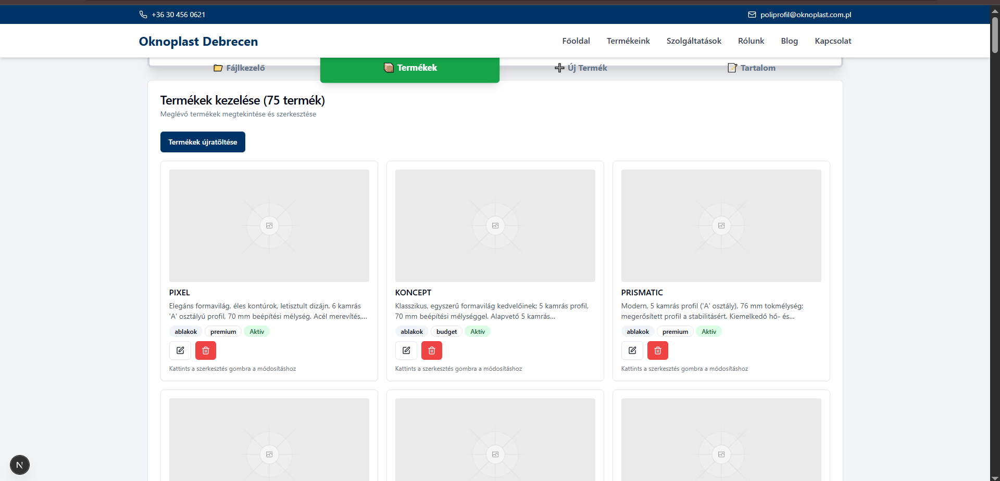 +36 30 456 0621
poliprofil@oknoplast.com.pl
Oknoplast Debrecen
Főoldal
Termékeink
Szolgáltatások
Rólunk
Blog
Kapcsolat
Fájlkezelő
Termékek
Új Termék
Tartalom
Termékek kezelése (75 termék)
Meglévő termékek megtekintése és szerkesztése
Termékek újratöltése
PIXEL
Elegáns formavilág, éles kontúrok, letisztult dizájn. 6 kamrás
'A' osztályú profil, 70 mm beépítési mélység. Acél merevítés,...
ablakok
premium
Aktív
Kattints a szerkesztés gombra a módosításhoz
KONCEPT
Klasszikus, egyszerű formavilág kedvelőinek; 5 kamrás profil,
70 mm beépítési mélységgel. Alapvető 5 kamrás...
ablakok
budget
Aktív
Kattints a szerkesztés gombra a módosításhoz
PRISMATIC
Modern, 5 kamrás profil ('A' osztály), 76 mm tokmélység;
megerősített profil a stabilitásért. Kiemelkedő hő- és...
ablakok
premium
Aktív
Kattints a szerkesztés gombra a módosításhoz
N